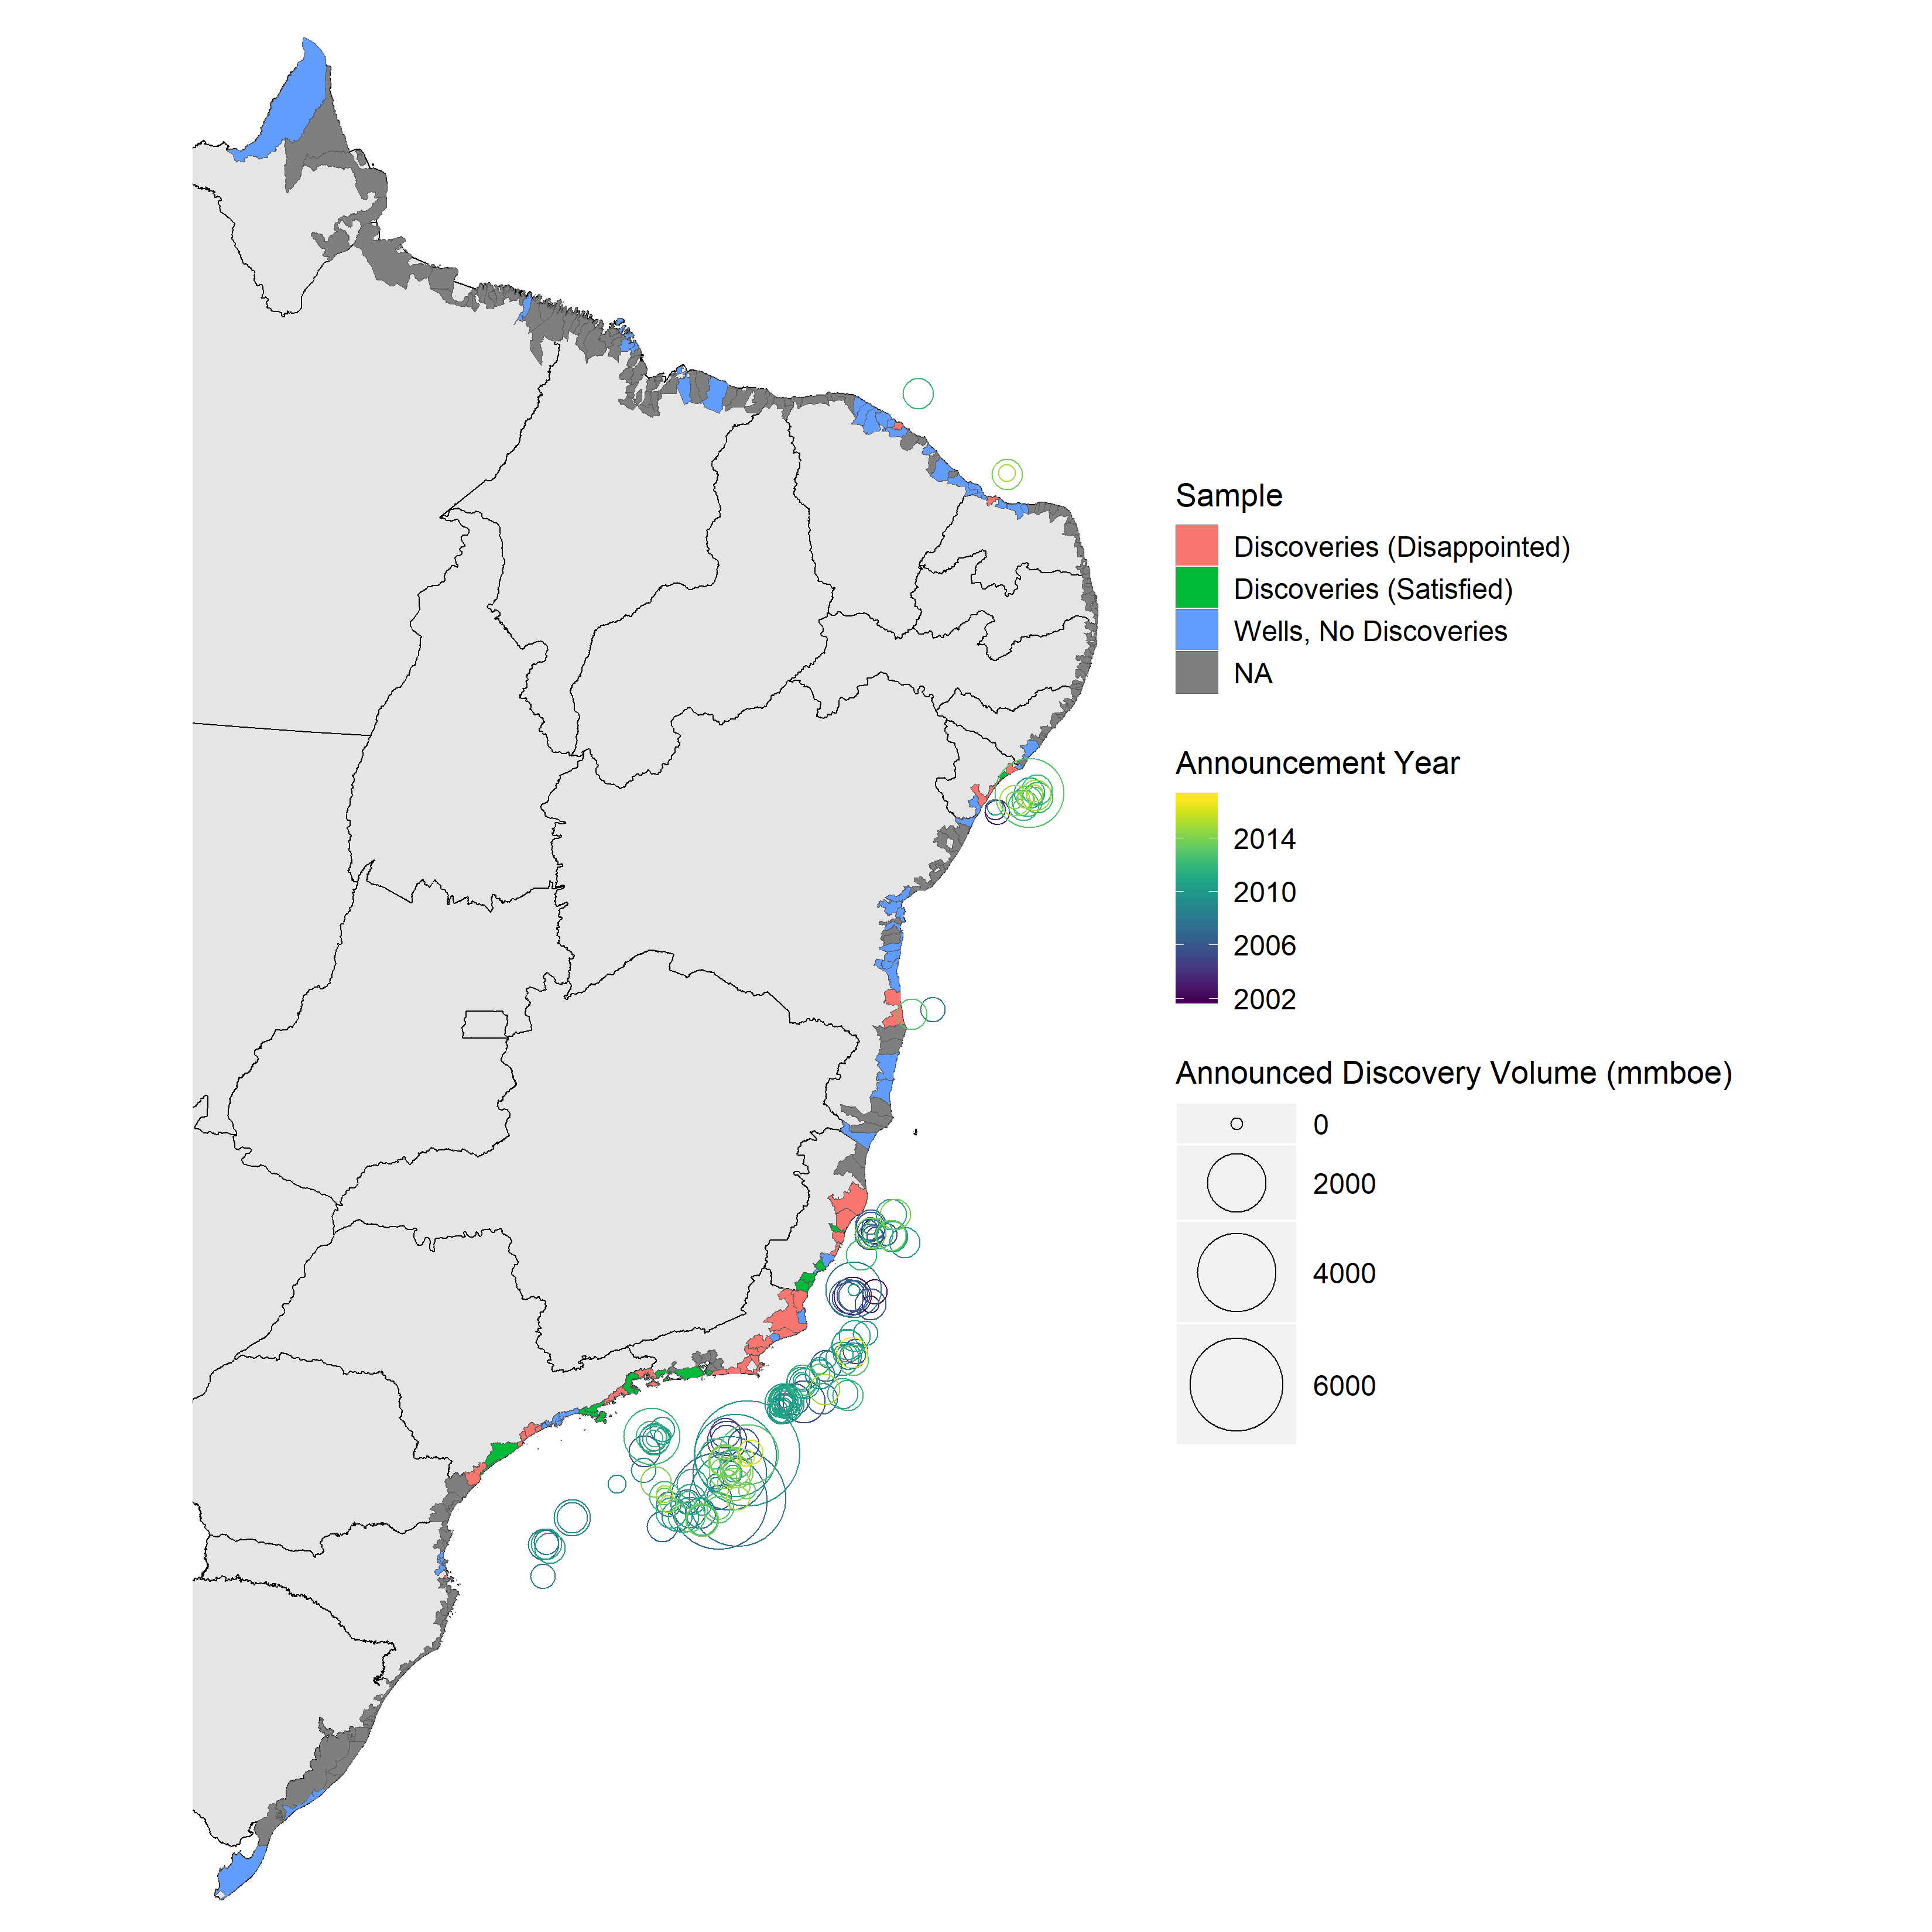 Sample
Discoveries (Disappointed)
Discoveries (Satisfied)
Wells, No Discoveries
NA
Announcement Year
2014
2010
2006
2002
Announced Discovery Volume (mmboe)
0
2000
4000
6000